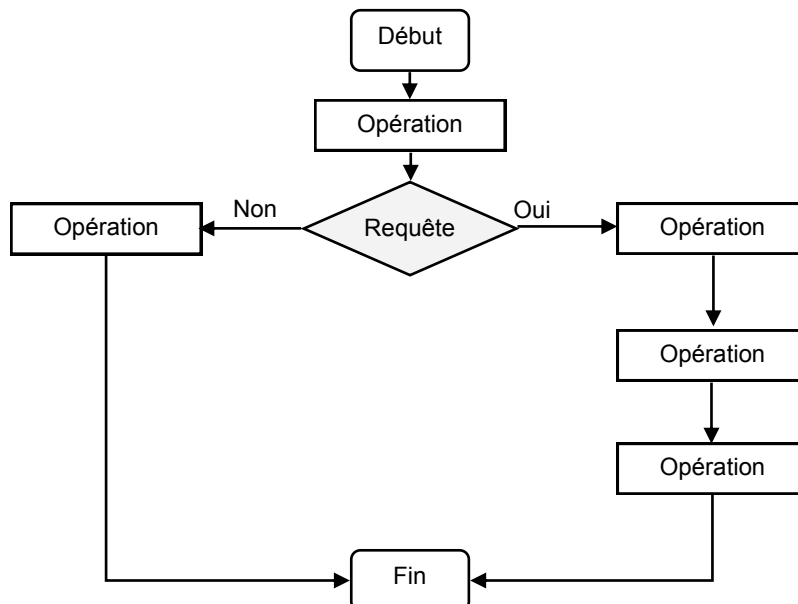 Début
Opération
Non
Oui
Opération
Requête
Opération
Opération
Opération
Fin